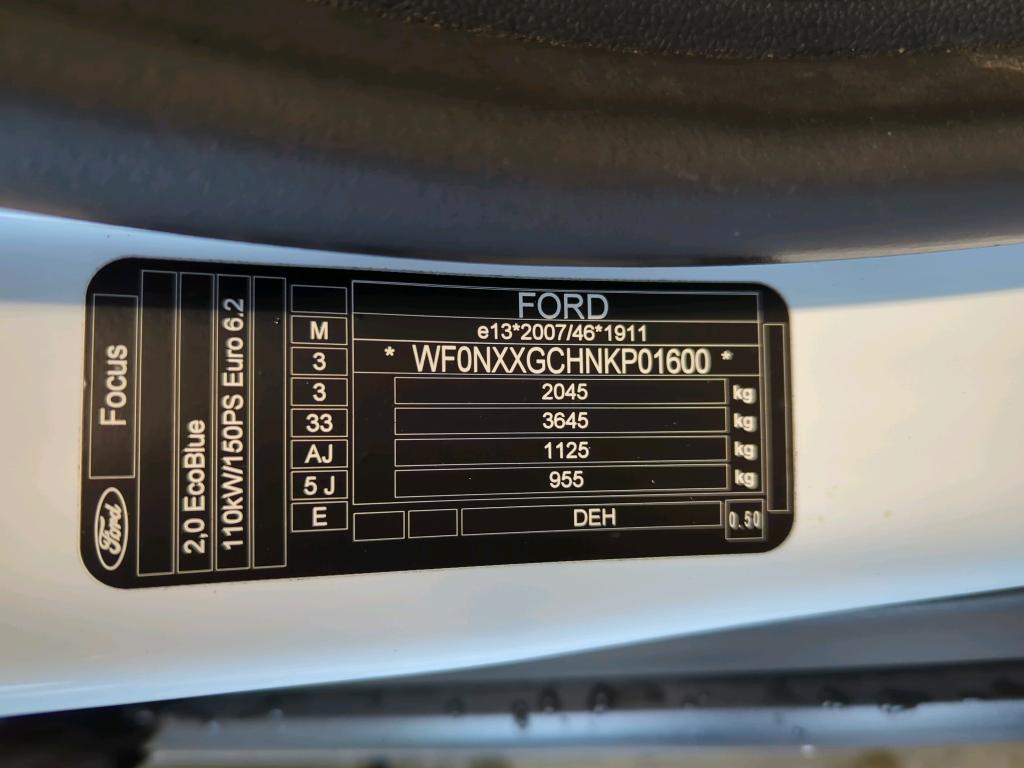 FORD
e13*2007/46*1911
* WF0NXXGCHNKP01600 *
2045 kg
3645 kg
1125 kg
955 kg
DEH 0.50
M
3
3
33
AJ
5 J
E
Focus
Ford
2,0 EcoBlue
110kW/150PS Euro 6.2